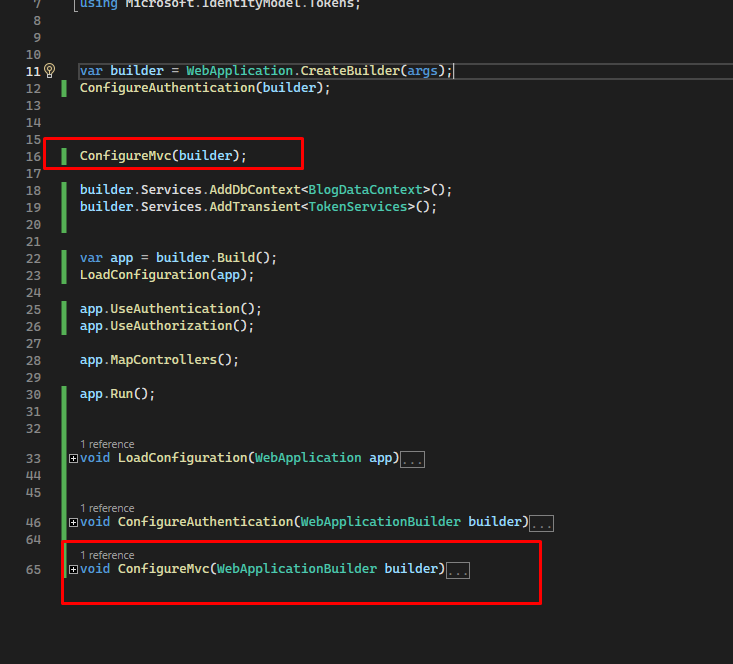 7 using Microsoft.IdentityModel.Tokens;
8
9
10
11 var builder = WebApplication.CreateBuilder(args);
12 ConfigureAuthentication(builder);
13
14
15
16 ConfigureMvc(builder);
17
18 builder.Services.AddDbContext<BlogDataContext>();
19 builder.Services.AddTransient<TokenServices>();
20
21
22 var app = builder.Build();
23 LoadConfiguration(app);
24
25 app.UseAuthentication();
26 app.UseAuthorization();
27
28 app.MapControllers();
29
30 app.Run();
31
32
1 reference
33 void LoadConfiguration(WebApplication app)...
44
45
1 reference
46 void ConfigureAuthentication(WebApplicationBuilder builder)...
64
1 reference
65 void ConfigureMvc(WebApplicationBuilder builder)...